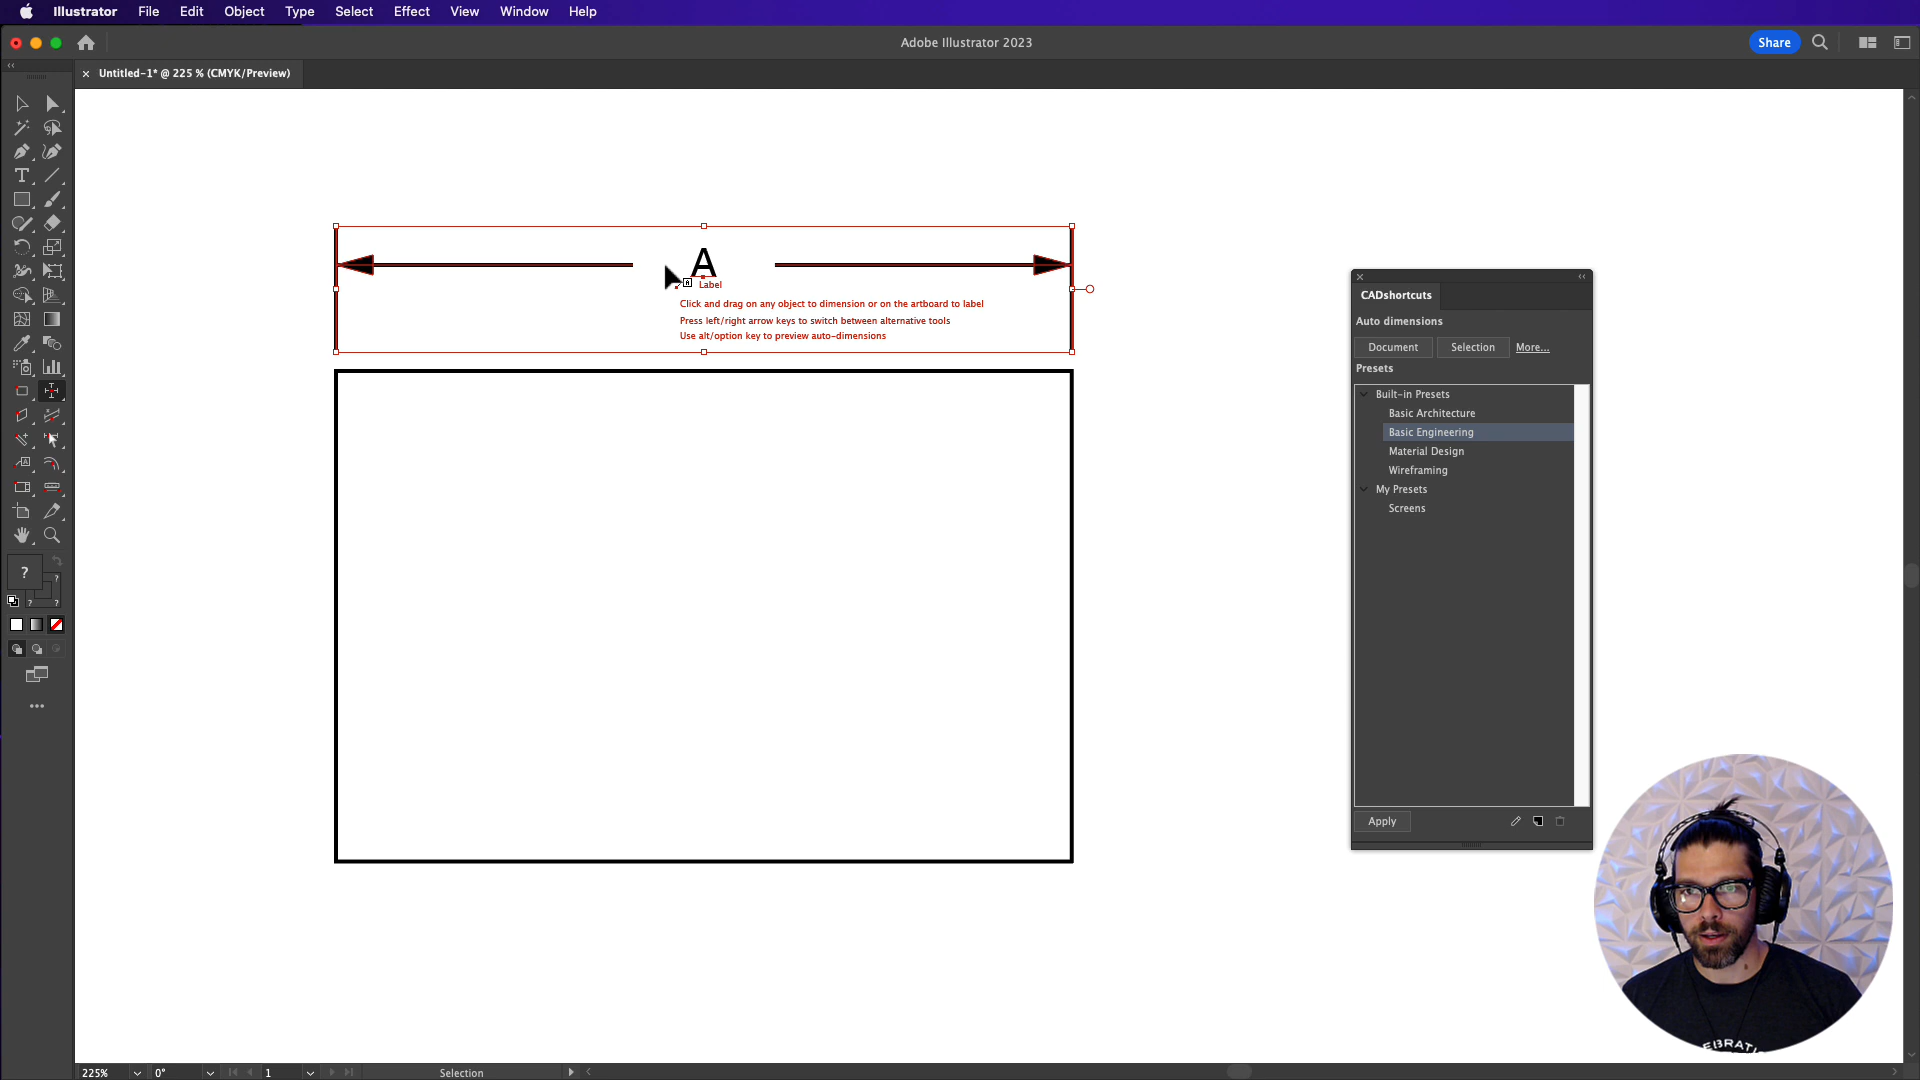 Illustrator File Edit Object Type Select Effect View Window Help
Adobe Illustrator 2023
Share
Untitled-1* @ 225 % (CMYK/Preview)
A
Label
Click and drag on any object to dimension or on the artboard to label
Press left/right arrow keys to switch between alternative tools
Use alt/option key to preview auto-dimensions
CADshortcuts
Auto dimensions
Document Selection More...
Presets
Built-in Presets
Basic Architecture
Basic Engineering
Material Design
Wireframing
My Presets
Screens
Apply
EBRATI
225% 0° 1 Selection